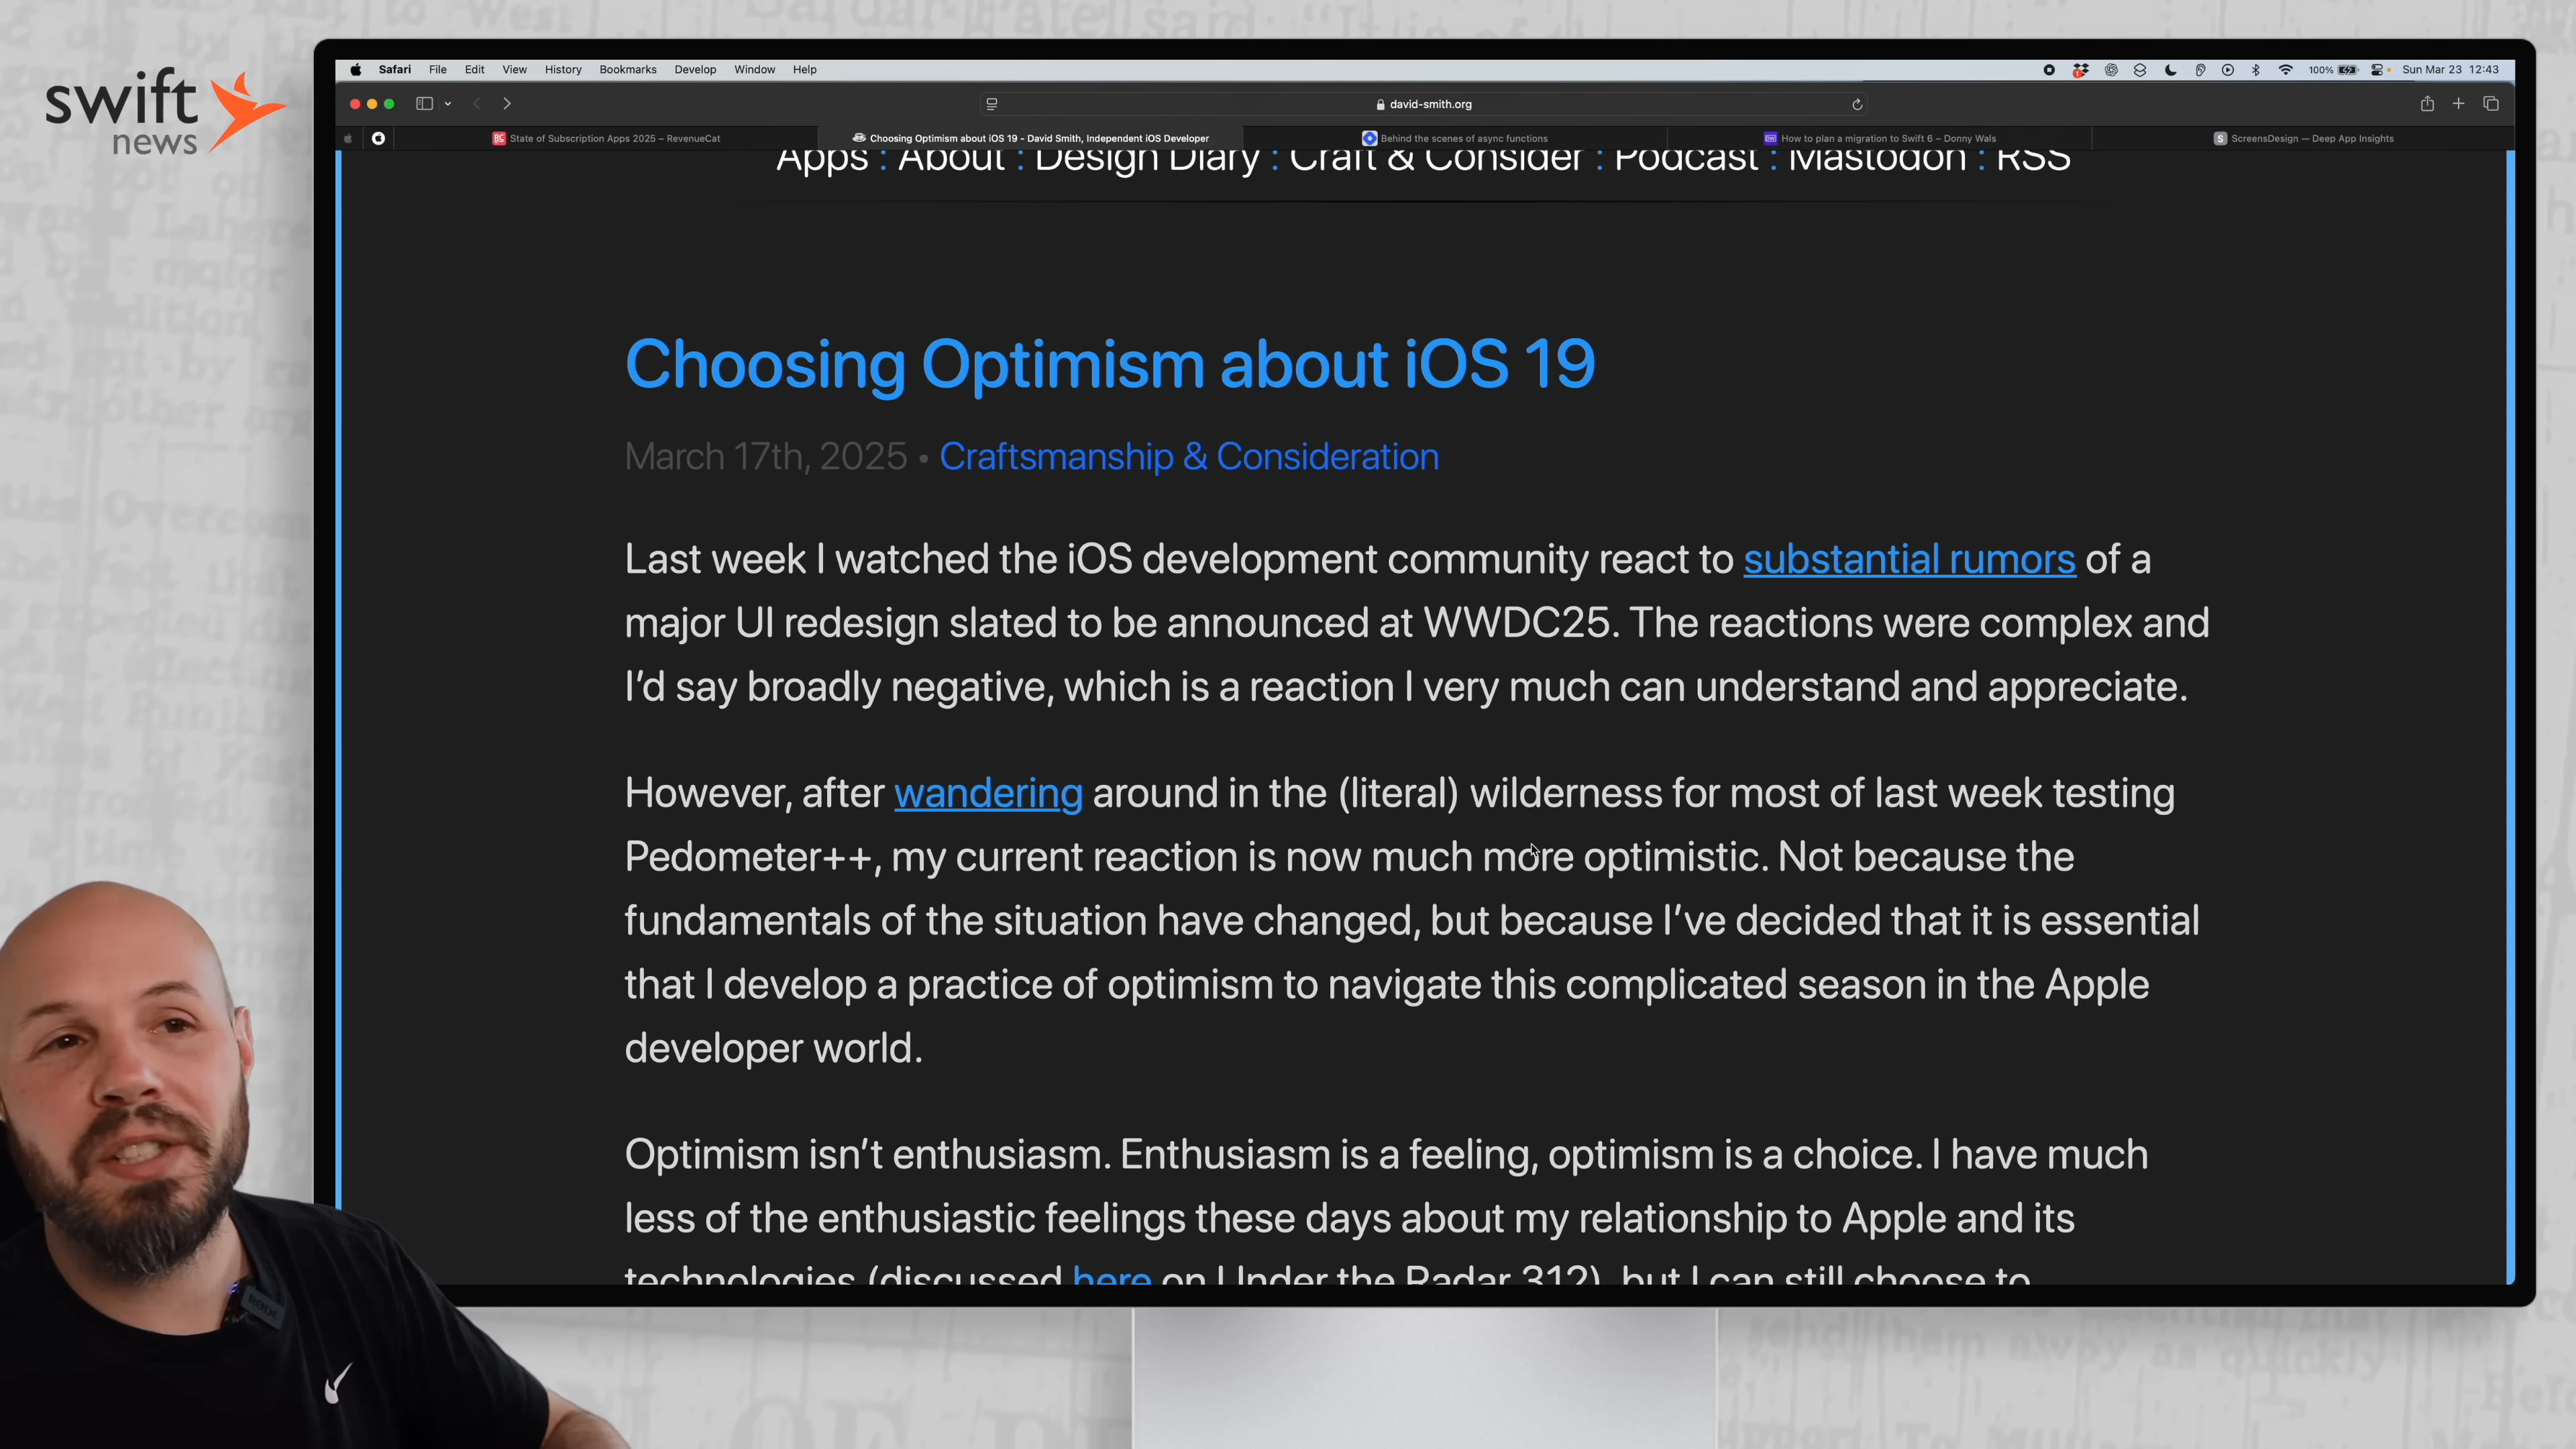 swift
news
Safari File Edit View History Bookmarks Develop Window Help
100% Sun Mar 23 12:43
david-smith.org
State of Subscription Apps 2025 – RevenueCat
Choosing Optimism about iOS 19 - David Smith, Independent iOS Developer
Behind the scenes of async functions
How to plan a migration to Swift 6 – Donny Wals
S ScreensDesign — Deep App Insights
Apps : About : Design Diary : Craft & Consider : Podcast : Mastodon : RSS
Choosing Optimism about iOS 19
March 17th, 2025 • Craftsmanship & Consideration
Last week I watched the iOS development community react to substantial rumors of a
major UI redesign slated to be announced at WWDC25. The reactions were complex and
I’d say broadly negative, which is a reaction I very much can understand and appreciate.
However, after wandering around in the (literal) wilderness for most of last week testing
Pedometer++, my current reaction is now much more optimistic. Not because the
fundamentals of the situation have changed, but because I’ve decided that it is essential
that I develop a practice of optimism to navigate this complicated season in the Apple
developer world.
Optimism isn’t enthusiasm. Enthusiasm is a feeling, optimism is a choice. I have much
less of the enthusiastic feelings these days about my relationship to Apple and its
technologies (discussed here on Under the Radar 312), but I can still choose to
RODE